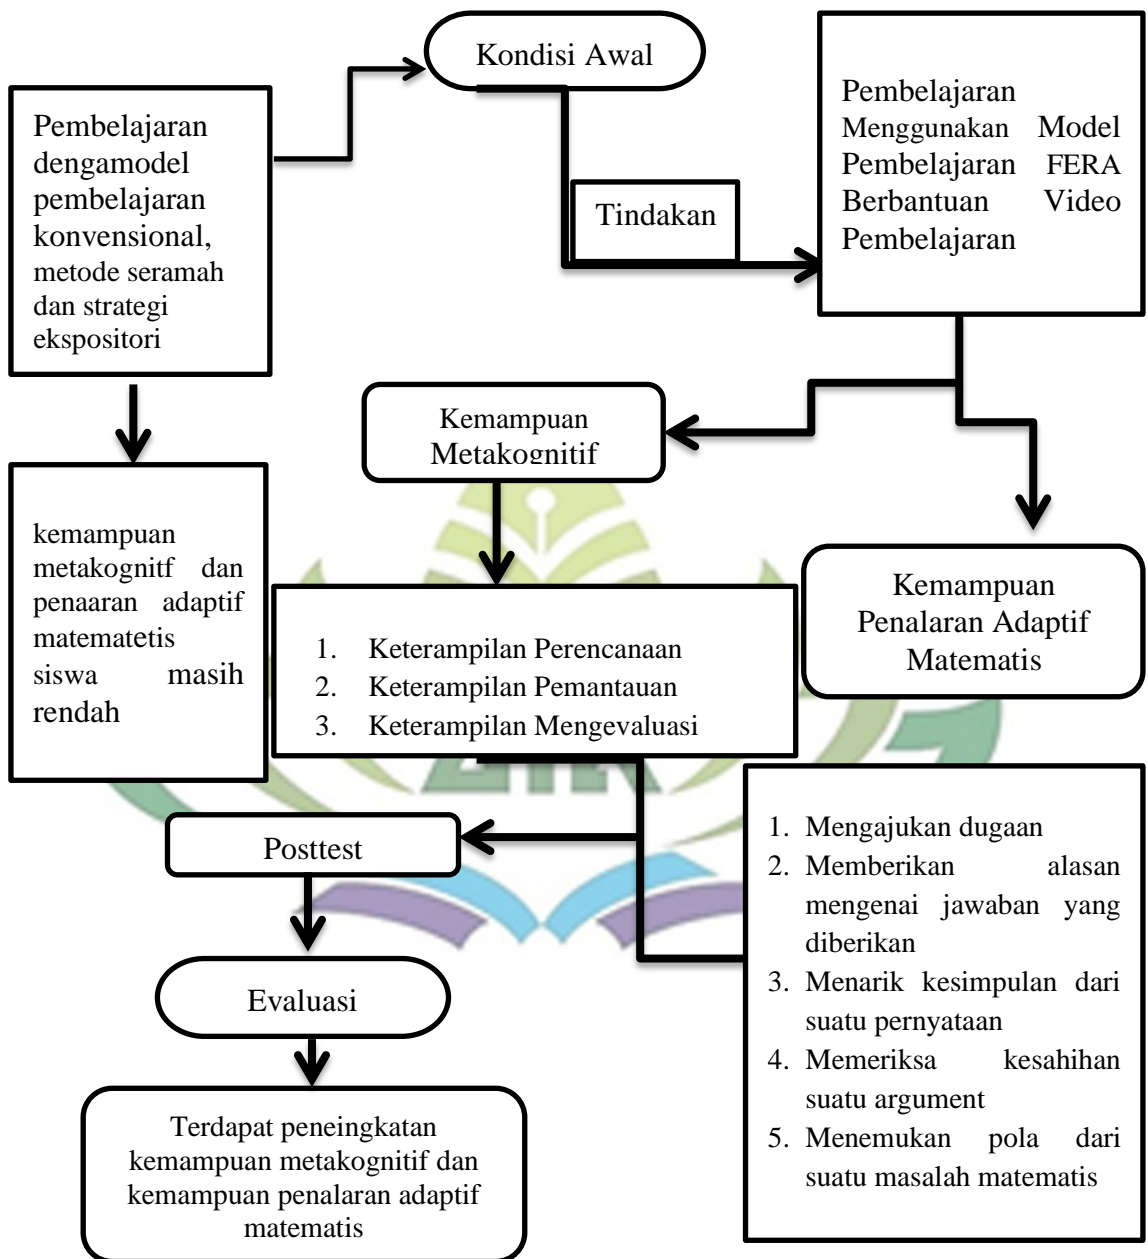 Kondisi Awal
Pembelajaran
dengamodel
pembelajaran
konvensional,
metode seramah
dan strategi
ekspositori
Tindakan
Pembelajaran
Menggunakan Model
Pembelajaran FERA
Berbantuan Video
Pembelajaran
Kemampuan
Metakognitif
kemampuan
metakognitf dan
penaaran adaptif
matematetis
siswa masih
rendah
1. Keterampilan Perencanaan
2. Keterampilan Pemantauan
3. Keterampilan Mengevaluasi
Kemampuan
Penalaran Adaptif
Matematis
Posttest
1. Mengajukan dugaan
2. Memberikan alasan
mengenai jawaban yang
diberikan
3. Menarik kesimpulan dari
suatu pernyataan
4. Memeriksa kesahihan
suatu argument
5. Menemukan pola dari
suatu masalah matematis
Evaluasi
Terdapat peneingkatan
kemampuan metakognitif dan
kemampuan penalaran adaptif
matematis